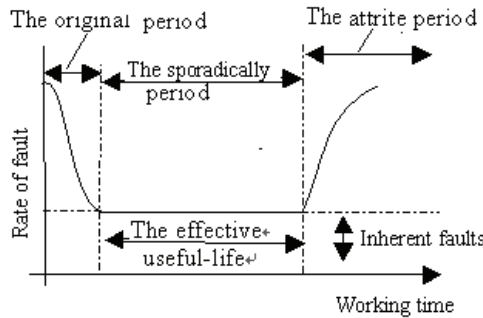 The original period
The attrite period
The sporadically
period
Rate of fault
The effective↵
useful-life↵
Inherent faults
Working time